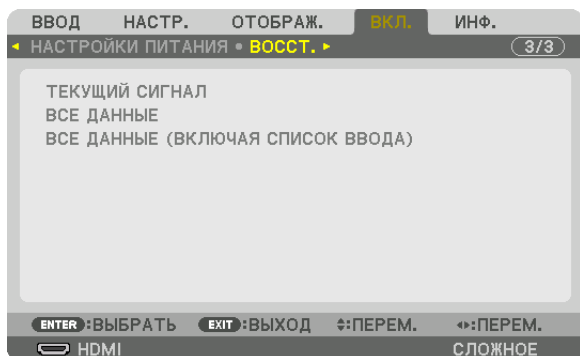 ВВОД НАСТР. ОТОБРАЖ. ВКЛ. ИНФ.
◂ НАСТРОЙКИ ПИТАНИЯ • ВОССТ. ▸ 3/3
ТЕКУЩИЙ СИГНАЛ
ВСЕ ДАННЫЕ
ВСЕ ДАННЫЕ (ВКЛЮЧАЯ СПИСОК ВВОДА)
ENTER :ВЫБРАТЬ EXIT :ВЫХОД ♦:ПЕРЕМ. ◂▸:ПЕРЕМ.
HDMI СЛОЖНОЕ